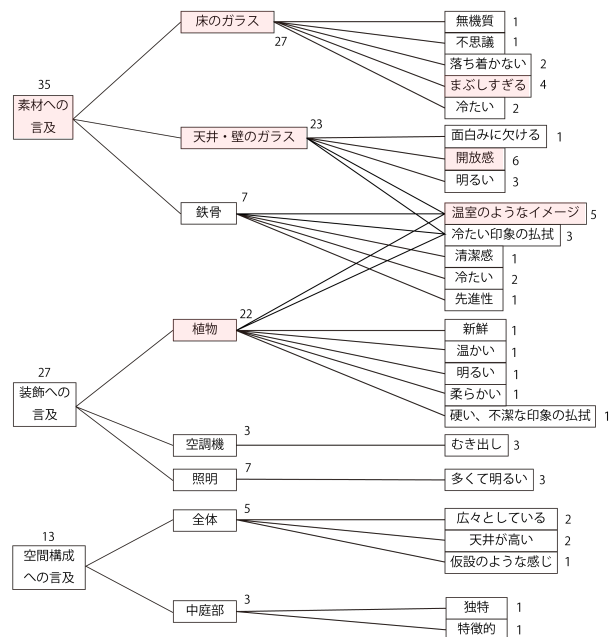 35
素材への
言及
床のガラス
27
無機質 1
不思議 1
落ち着かない 2
まぶしすぎる 4
冷たい 2
天井・壁のガラス
23
面白みに欠ける 1
開放感 6
明るい 3
鉄骨
7
温室のようなイメージ 5
冷たい印象の払拭 3
清潔感 1
冷たい 2
先進性 1
27
装飾への
言及
植物
22
新鮮 1
温かい 1
明るい 1
柔らかい 1
硬い、不潔な印象の払拭 1
空調機
3
むき出し 3
照明
7
多くて明るい 3
13
空間構成
への言及
全体
5
広々としている 2
天井が高い 2
仮設のような感じ 1
中庭部
3
独特 1
特徴的 1